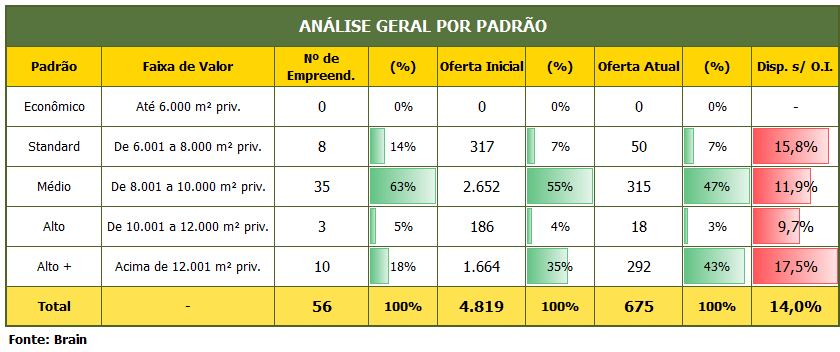 ANÁLISE GERAL POR PADRÃO
Padrão Faixa de Valor Nº de Empreend. (%) Oferta Inicial (%) Oferta Atual (%) Disp. s/ O.I.
Econômico Até 6.000 m² priv. 0 0% 0 0% 0 0% -
Standard De 6.001 a 8.000 m² priv. 8 14% 317 7% 50 7% 15,8%
Médio De 8.001 a 10.000 m² priv. 35 63% 2.652 55% 315 47% 11,9%
Alto De 10.001 a 12.000 m² priv. 3 5% 186 4% 18 3% 9,7%
Alto + Acima de 12.001 m² priv. 10 18% 1.664 35% 292 43% 17,5%
Total - 56 100% 4.819 100% 675 100% 14,0%
Fonte: Brain